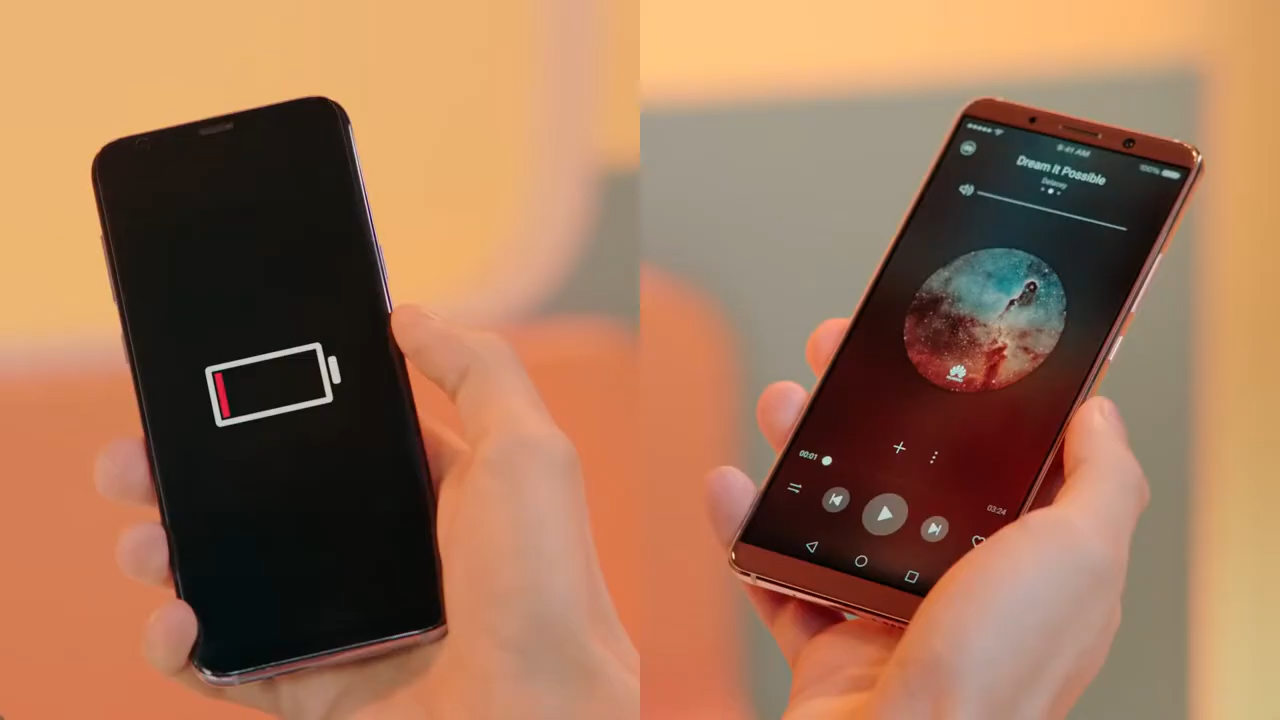 9:41 AM
100%
Dream It Possible
Delacey
00:01
03:24